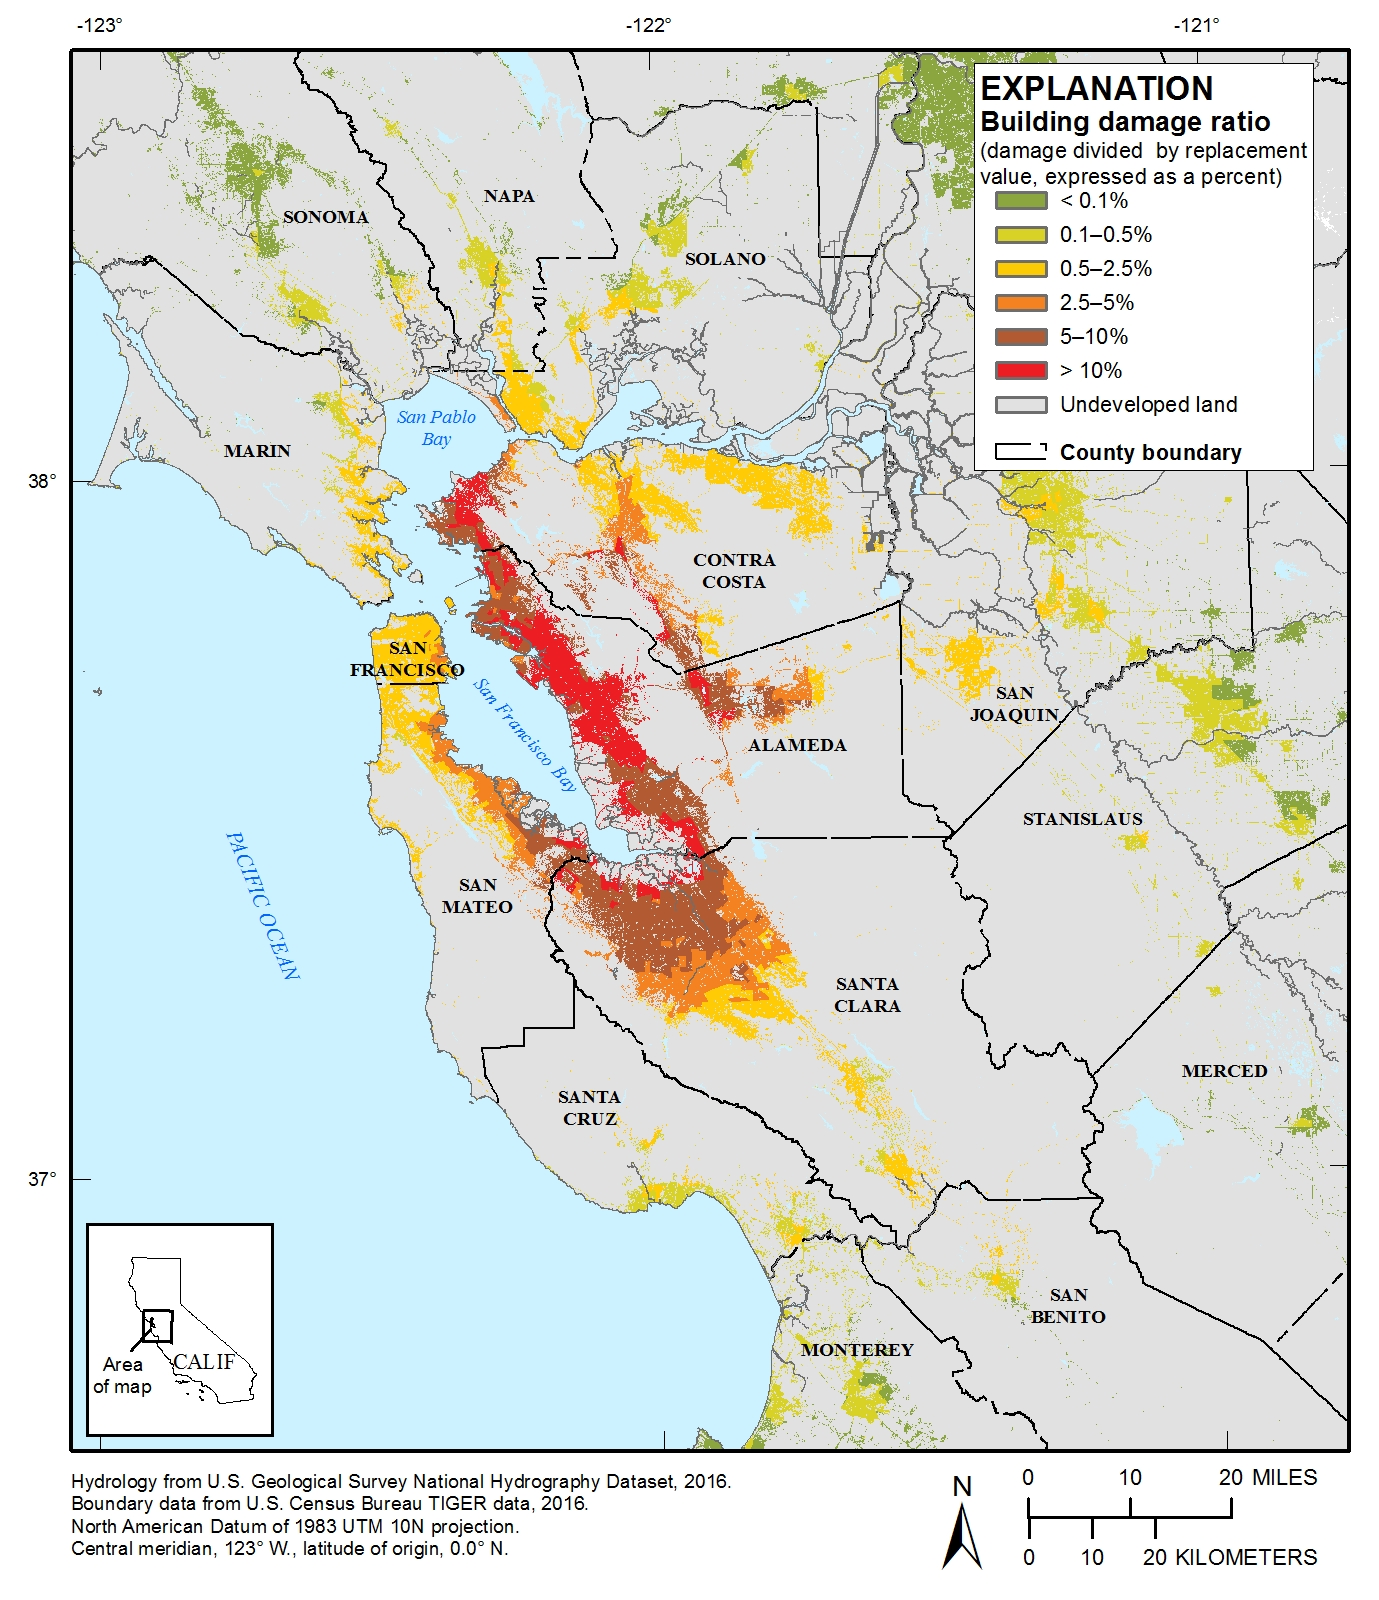 -123°
-122°
-121°
EXPLANATION
Building damage ratio
(damage divided by replacement
value, expressed as a percent)
< 0.1%
0.1–0.5%
0.5–2.5%
2.5–5%
5–10%
> 10%
Undeveloped land
County boundary
NAPA
SONOMA
SOLANO
San Pablo
Bay
MARIN
38°
CONTRA
COSTA
SAN
FRANCISCO
San Francisco Bay
SAN
JOAQUIN
ALAMEDA
STANISLAUS
PACIFIC OCEAN
SAN
MATEO
SANTA
CLARA
MERCED
SANTA
CRUZ
37°
SAN
BENITO
MONTEREY
CALIF
Area
of map
Hydrology from U.S. Geological Survey National Hydrography Dataset, 2016.
Boundary data from U.S. Census Bureau TIGER data, 2016.
North American Datum of 1983 UTM 10N projection.
Central meridian, 123° W., latitude of origin, 0.0° N.
N
0 10 20 MILES
0 10 20 KILOMETERS